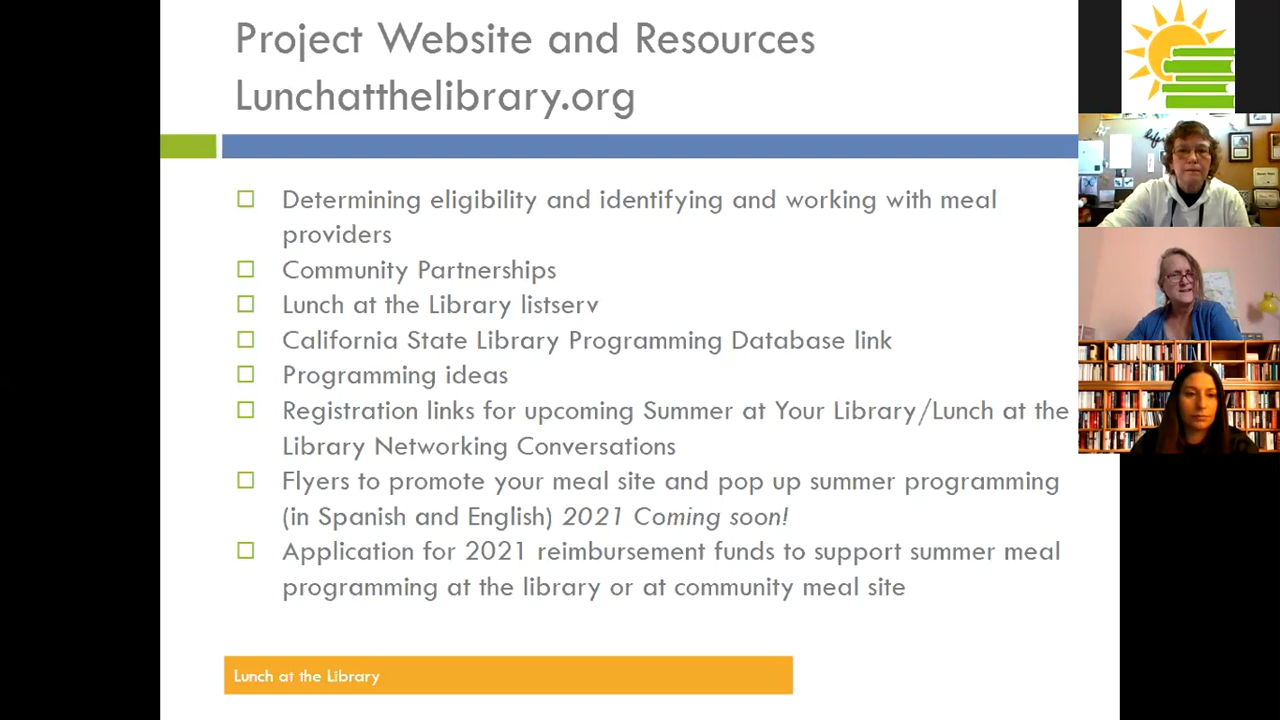 Project Website and Resources
Lunchatthelibrary.org
Determining eligibility and identifying and working with meal
providers
Community Partnerships
Lunch at the Library listserv
California State Library Programming Database link
Programming ideas
Registration links for upcoming Summer at Your Library/Lunch at the
Library Networking Conversations
Flyers to promote your meal site and pop up summer programming
(in Spanish and English) 2021 Coming soon!
Application for 2021 reimbursement funds to support summer meal
programming at the library or at community meal site
Lunch at the Library